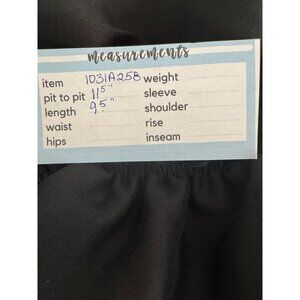 measurements
item 1D31A258 weight
pit to pit 11.5" sleeve
length 9.5" shoulder
waist rise
hips inseam